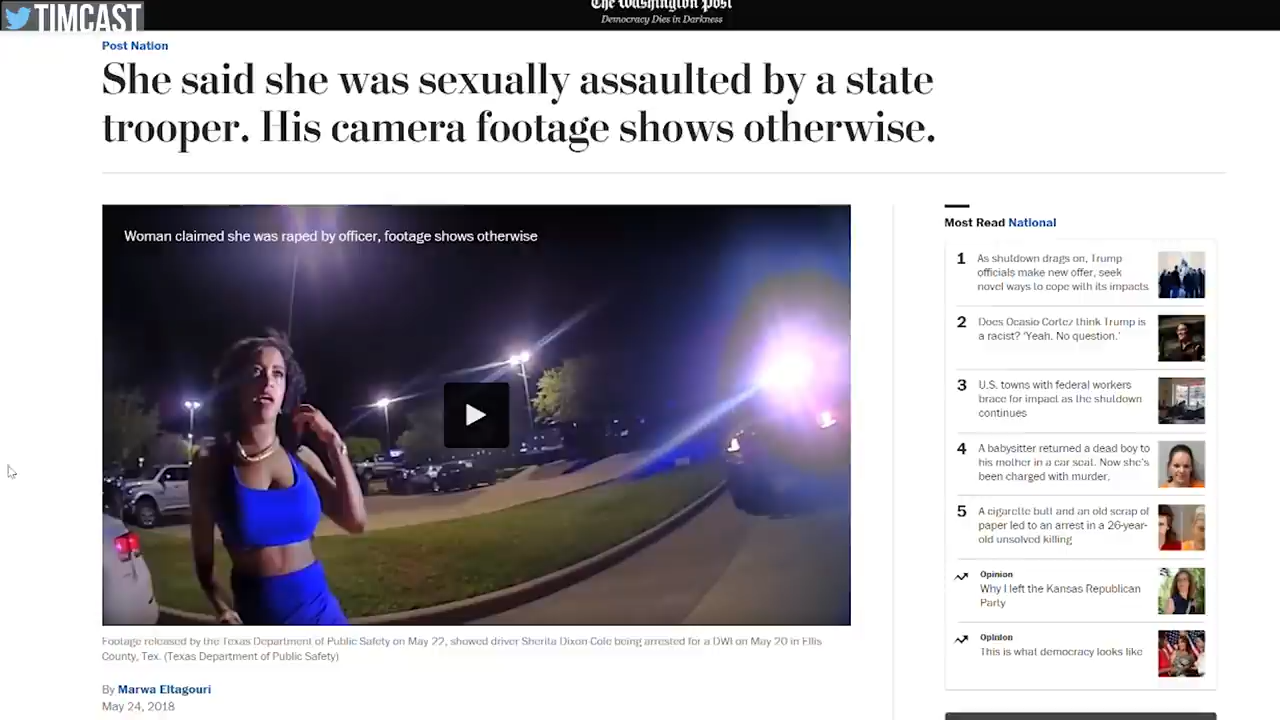 TIMCAST
The Washington Post
Democracy Dies in Darkness
Post Nation
She said she was sexually assaulted by a state
trooper. His camera footage shows otherwise.
Woman claimed she was raped by officer, footage shows otherwise
Footage released by the Texas Department of Public Safety on May 22, showed driver Sherita Dixon-Cole being arrested for a DWI on May 20 in Ellis
County, Tex. (Texas Department of Public Safety)
By Marwa Eltagouri
May 24, 2018
Most Read National
1 As shutdown drags on, Trump
officials make new offer, seek
novel ways to cope with its impacts
2 Does Ocasio-Cortez think Trump is
a racist? 'Yeah. No question.'
3 U.S. towns with federal workers
brace for impact as the shutdown
continues
4 A babysitter returned a dead boy to
his mother in a car seat. Now she's
been charged with murder.
5 A cigarette butt and an old scrap of
paper led to an arrest in a 26-year-
old unsolved killing
Opinion
Why I left the Kansas Republican
Party
Opinion
This is what democracy looks like